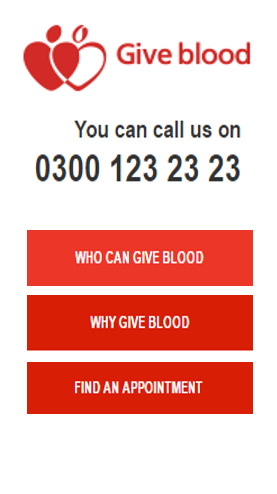 Give blood
You can call us on
0300 123 23 23
WHO CAN GIVE BLOOD
WHY GIVE BLOOD
FIND AN APPOINTMENT